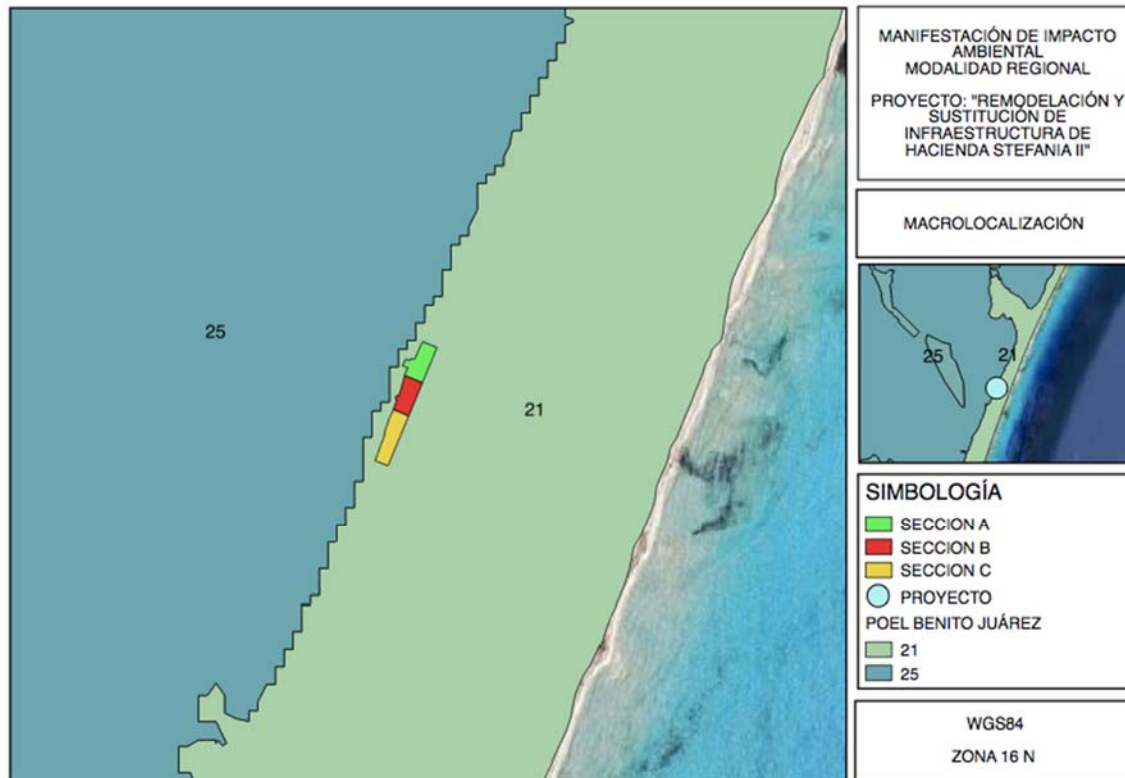 25
21
MANIFESTACIÓN DE IMPACTO
AMBIENTAL
MODALIDAD REGIONAL
PROYECTO: "REMODELACIÓN Y
SUSTITUCIÓN DE
INFRAESTRUCTURA DE
HACIENDA STEFANIA II"
MACROLOCALIZACIÓN
25
21
SIMBOLOGÍA
SECCION A
SECCION B
SECCION C
PROYECTO
POEL BENITO JUÁREZ
21
25
WGS84
ZONA 16 N